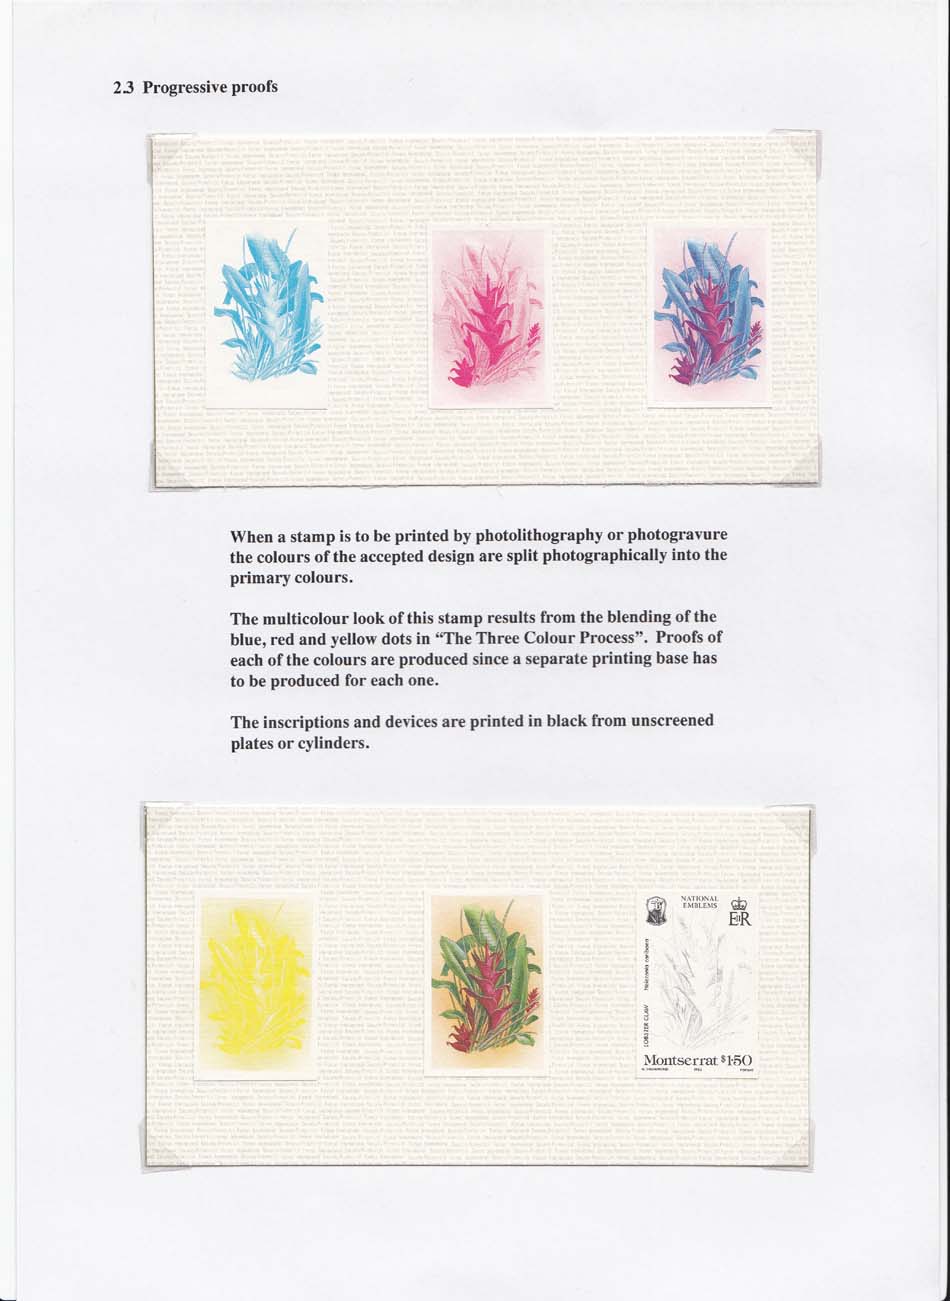 2.3 Progressive proofs
When a stamp is to be printed by photolithography or photogravure
the colours of the accepted design are split photographically into the
primary colours.
The multicolour look of this stamp results from the blending of the
blue, red and yellow dots in “The Three Colour Process”. Proofs of
each of the colours are produced since a separate printing base has
to be produced for each one.
The inscriptions and devices are printed in black from unscreened
plates or cylinders.
NATIONAL
EMBLEMS
EIIR
LOBSTER CLAW Heliconia caribaea
Montserrat $1·50